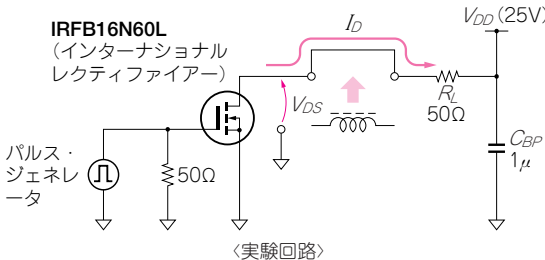 IRFB16N60L
（インターナショナル
レクティファイアー）
I_D
V_DD (25V)
V_DS
R_L
50Ω
C_BP
1μ
パルス・
ジェネレ
ータ
50Ω
〈実験回路〉